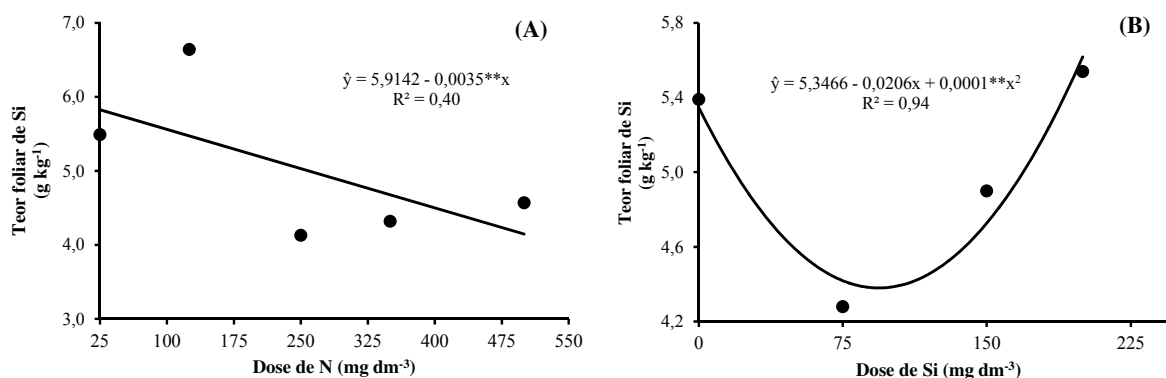 (A)
ŷ = 5,9142 - 0,0035**x
R² = 0,40
7,0
6,0
5,0
4,0
3,0
Teor foliar de Si
(g kg⁻¹)
25 100 175 250 325 400 475 550
Dose de N (mg dm⁻³)
(B)
ŷ = 5,3466 - 0,0206x + 0,0001**x²
R² = 0,94
5,8
5,4
5,0
4,6
4,2
Teor foliar de Si
(g kg⁻¹)
0 75 150 225
Dose de Si (mg dm⁻³)